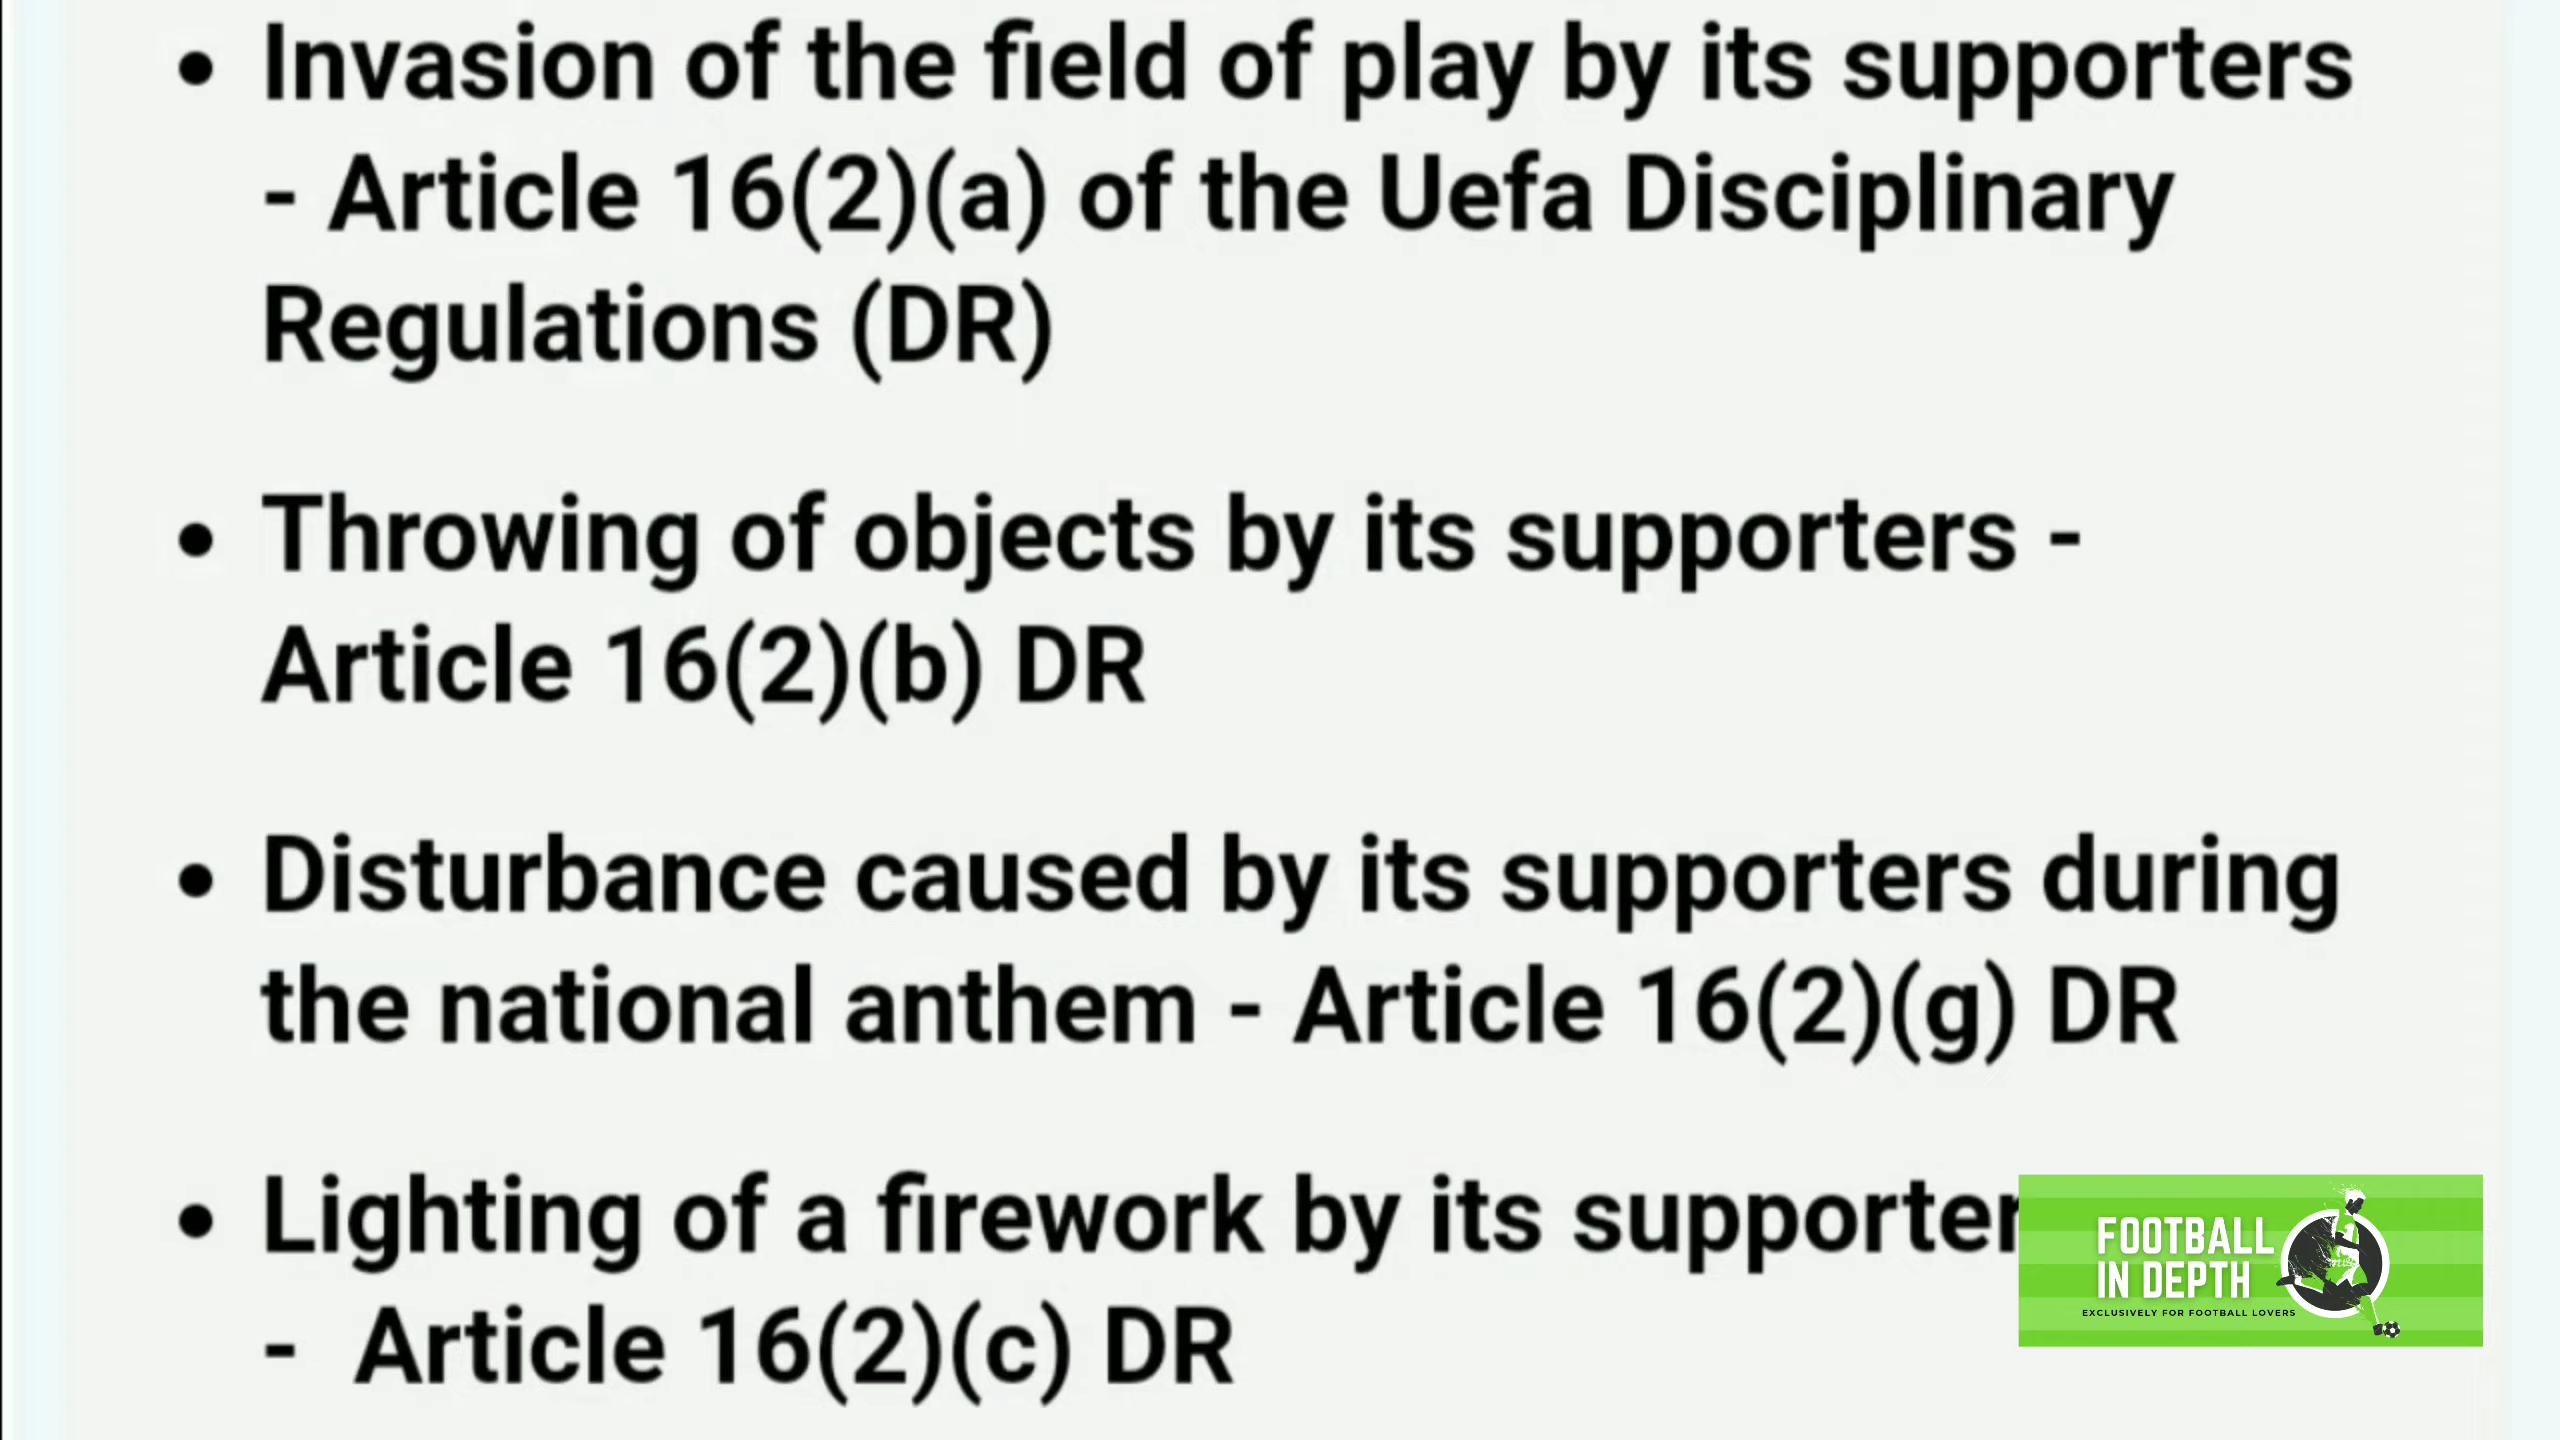 • Invasion of the field of play by its supporters
- Article 16(2)(a) of the Uefa Disciplinary
Regulations (DR)
• Throwing of objects by its supporters -
Article 16(2)(b) DR
• Disturbance caused by its supporters during
the national anthem - Article 16(2)(g) DR
• Lighting of a firework by its supporter
- Article 16(2)(c) DR
FOOTBALL
IN DEPTH
EXCLUSIVELY FOR FOOTBALL LOVERS